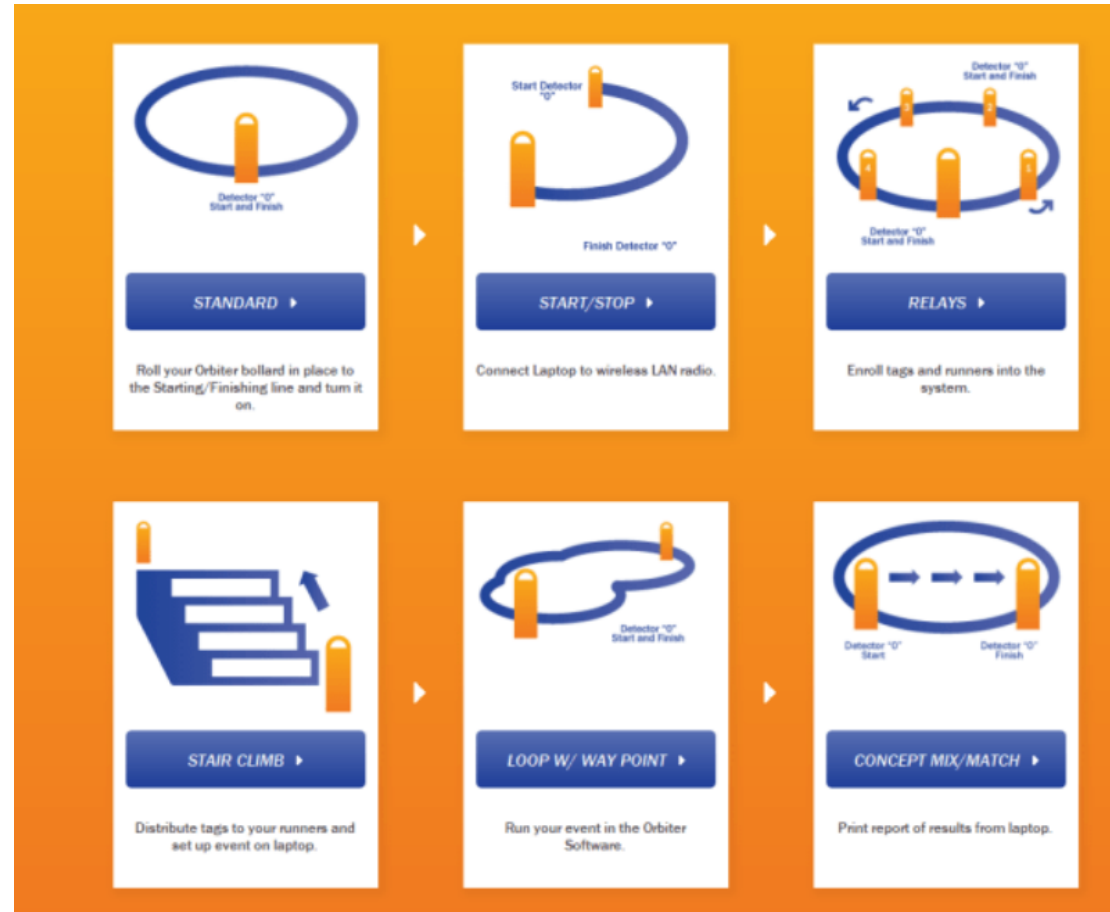 Detector "0"
Start and Finish
STANDARD
Roll your Orbiter bollard in place to
the Starting/Finishing line and turn it
on.
Start Detector
"0"
Finish Detector "0"
START/STOP
Connect Laptop to wireless LAN radio.
Detector "0"
Start and Finish
3
2
4
1
Detector "0"
Start and Finish
RELAYS
Enroll tags and runners into the
system.
STAIR CLIMB
Distribute tags to your runners and
set up event on laptop.
Detector "0"
Start and Finish
LOOP W/ WAY POINT
Run your event in the Orbiter
Software.
Detector "0"
Start
Detector "0"
Finish
CONCEPT MIX/MATCH
Print report of results from laptop.